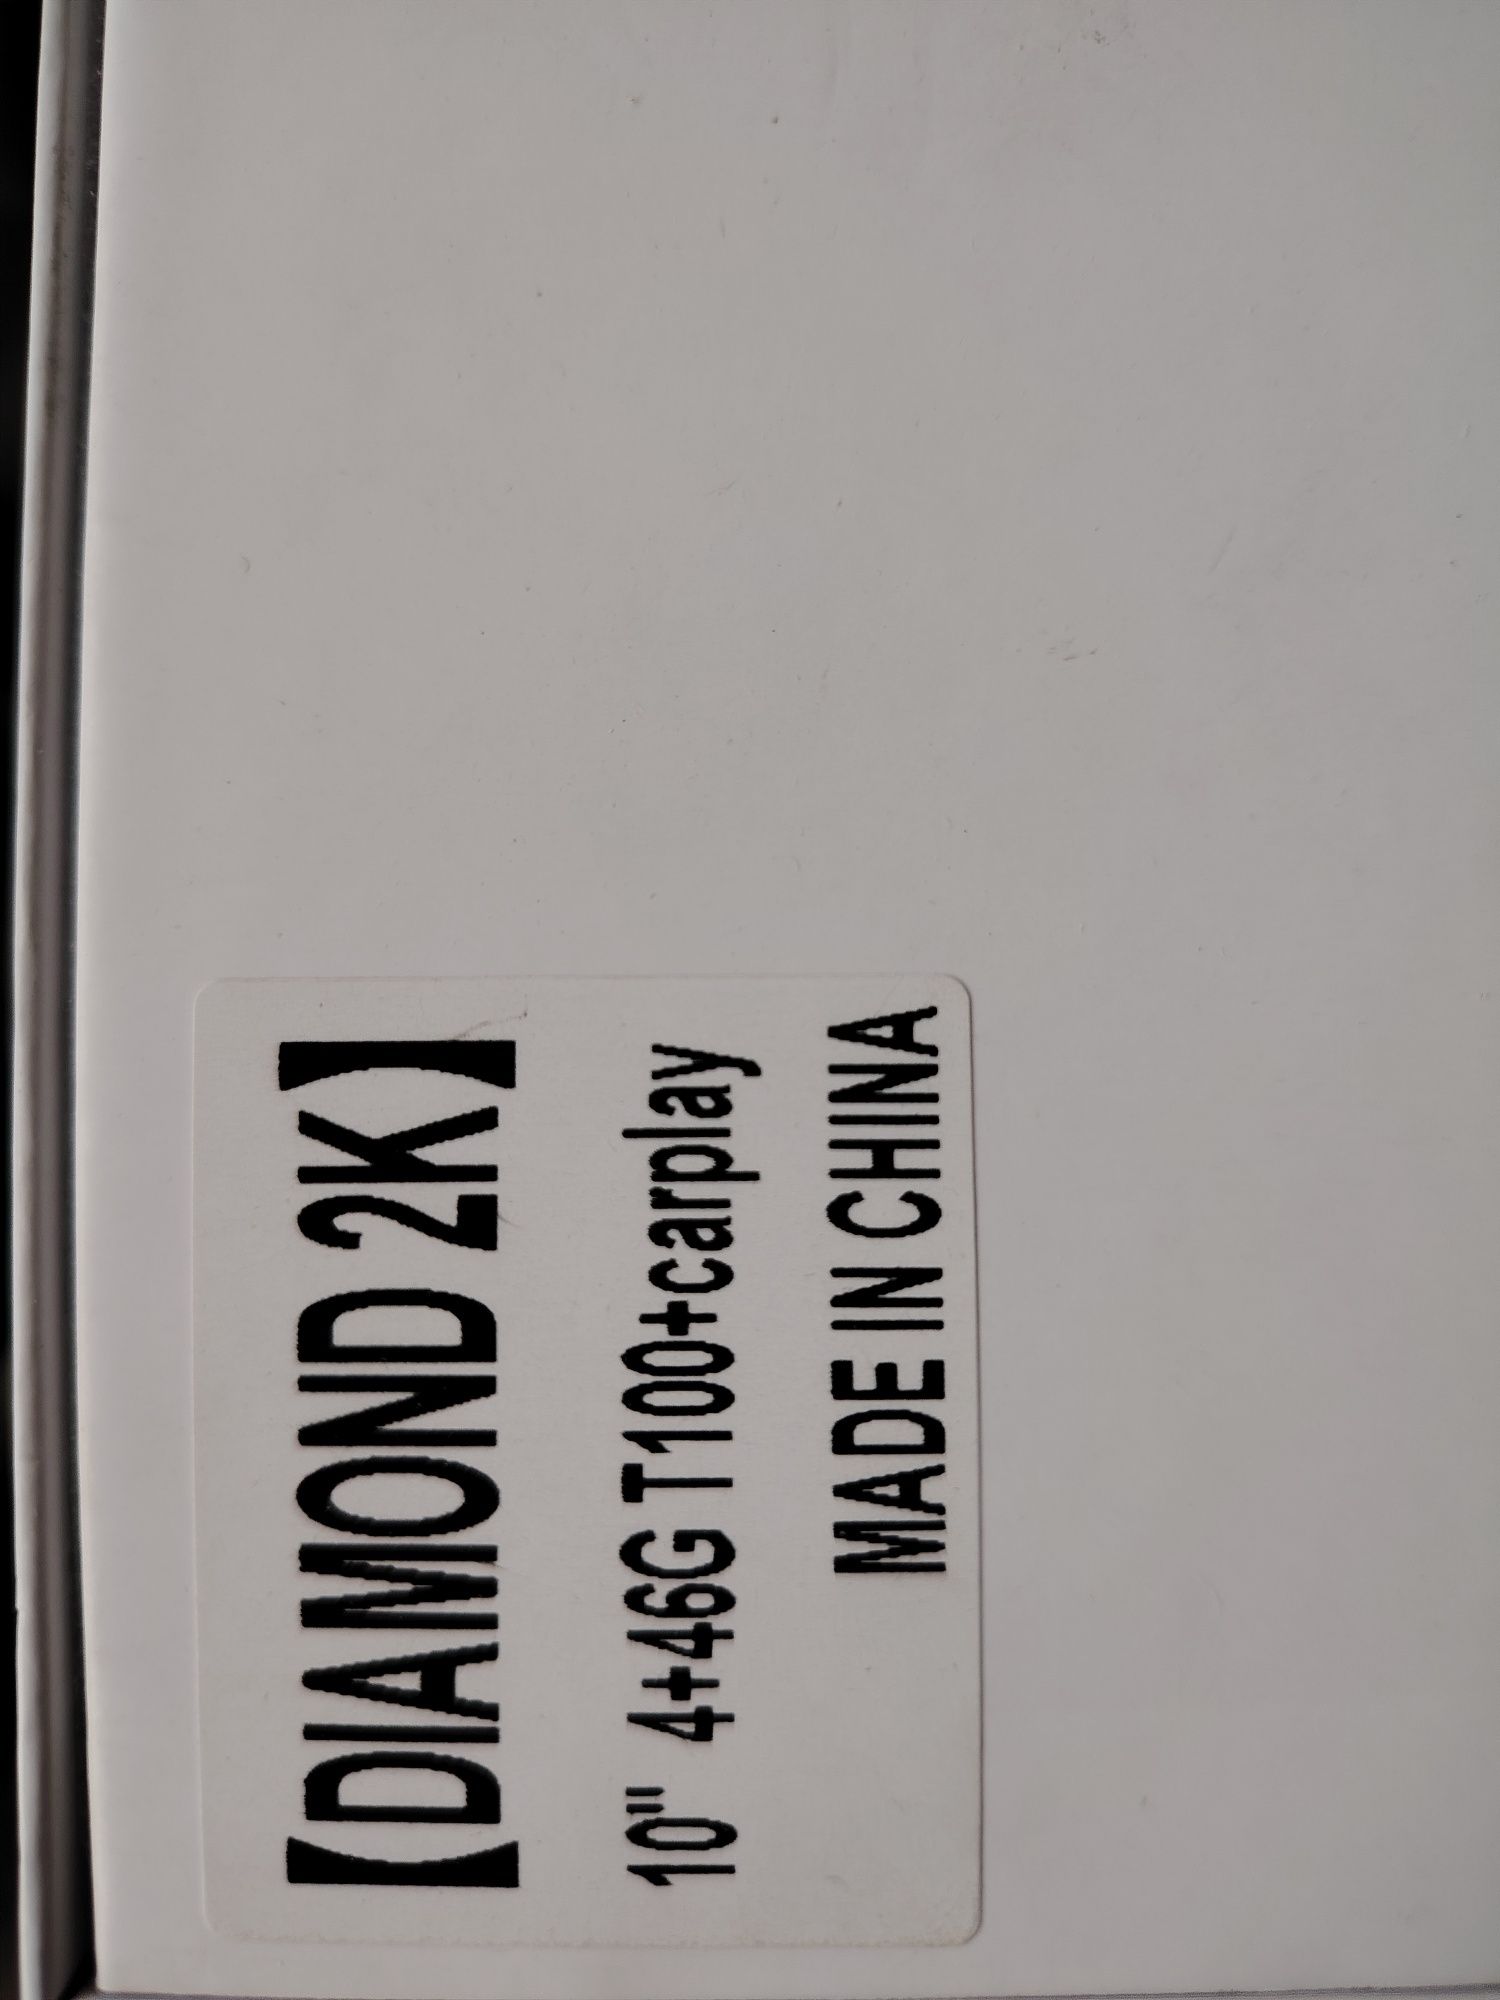 【DIAMOND 2K】
10" 4+46G T100+carplay
MADE IN CHINA